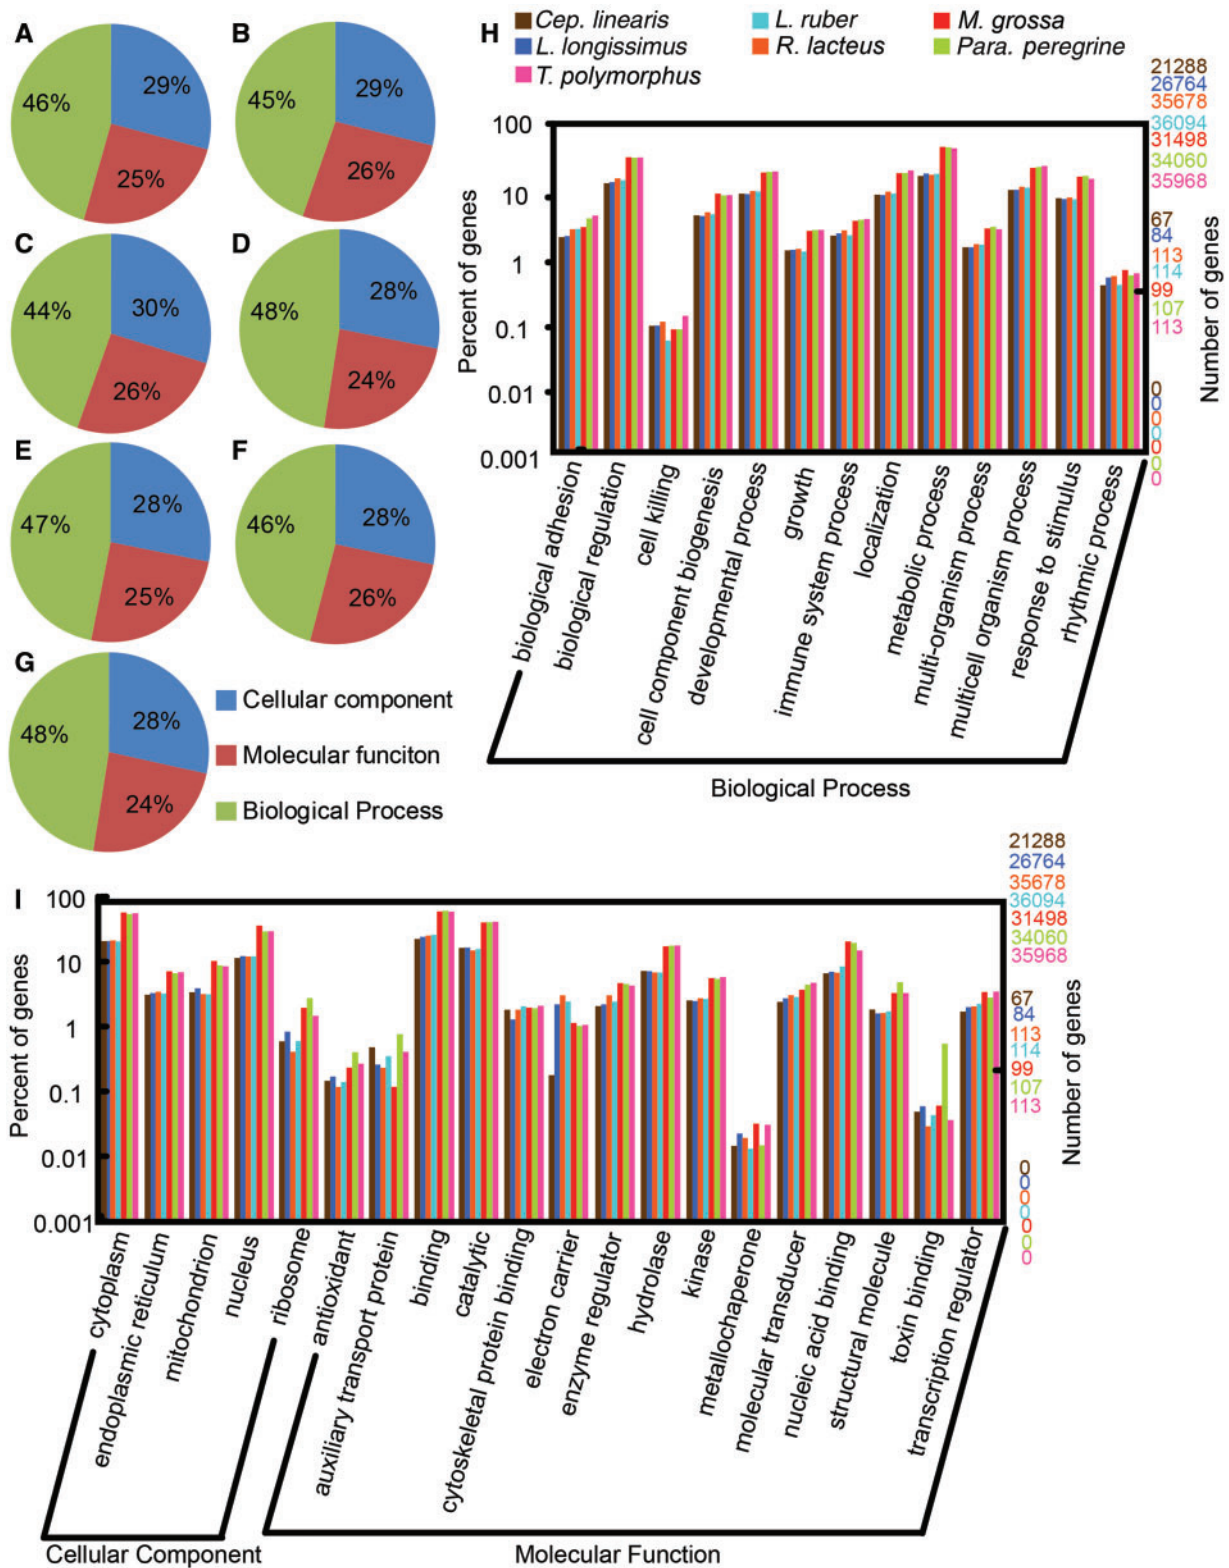 A
46%
29%
25%
B
45%
29%
26%
C
44%
30%
26%
D
48%
28%
24%
E
47%
28%
25%
F
46%
28%
26%
G
48%
28%
24%
Cellular component
Molecular funciton
Biological Process
H
Cep. linearis
L. ruber
M. grossa
L. longissimus
R. lacteus
Para. peregrine
T. polymorphus
Percent of genes
100
10
1
0.1
0.01
0.001
21288
26764
35678
36094
31498
34060
35968
67
84
113
114
99
107
113
0
0
0
0
0
0
0
Number of genes
biological adhesion
biological regulation
cell killing
cell component biogenesis
developmental process
growth
immune system process
localization
metabolic process
multi-organism process
multicell organism process
response to stimulus
rhythmic process
Biological Process
I
Percent of genes
100
10
1
0.1
0.01
0.001
21288
26764
35678
36094
31498
34060
35968
67
84
113
114
99
107
113
0
0
0
0
0
0
0
Number of genes
cytoplasm
endoplasmic reticulum
mitochondrion
nucleus
ribosome
antioxidant
auxiliary transport protein
binding
catalytic
cytoskeletal protein binding
electron carrier
enzyme regulator
hydrolase
kinase
metallochaperone
molecular transducer
nucleic acid binding
structural molecule
toxin binding
transcription regulator
Cellular Component
Molecular Function